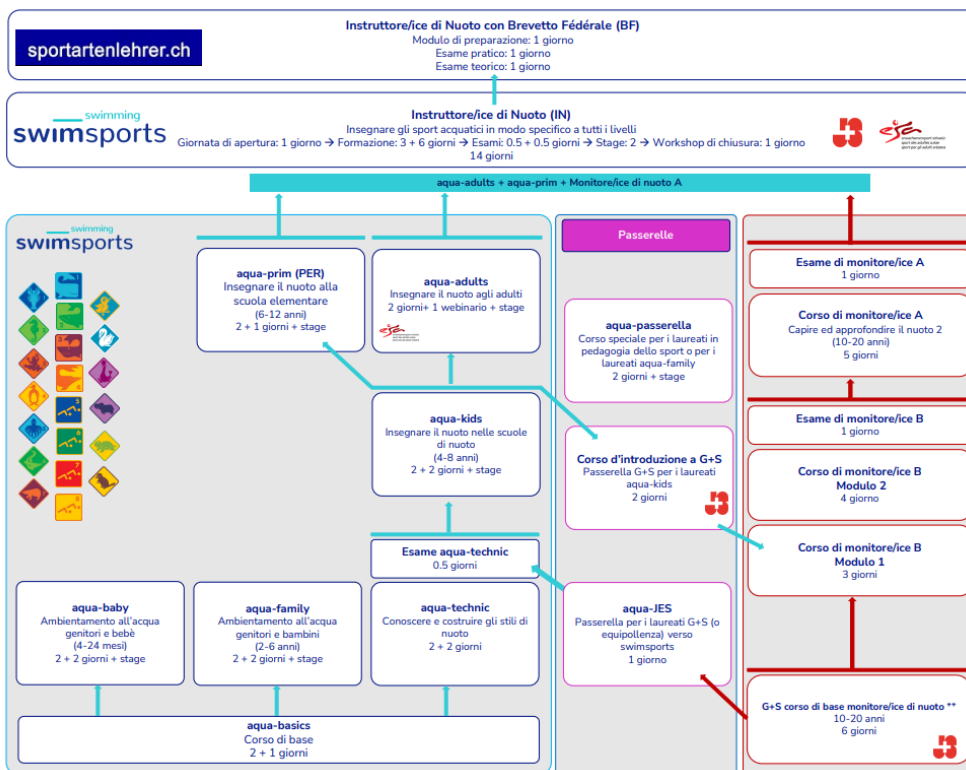 Instruttore/ice di Nuoto con Brevetto Fédérale (BF)
Modulo di preparazione: 1 giorno
Esame pratico: 1 giorno
Esame teorico: 1 giorno
sportartenlehrer.ch
swimming
swimsports
Instruttore/ice di Nuoto (IN)
Insegnare gli sport acquatici in modo specifico a tutti i livelli
Giornata di apertura: 1 giorno → Formazione: 3 + 6 giorni → Esami: 0.5 + 0.5 giorni → Stage: 2 → Workshop di chiusura: 1 giorno
14 giorni
aqua-adults + aqua-prim + Monitore/ice di nuoto A
swimming
swimsports
aqua-prim (PER)
Insegnare il nuoto alla
scuola elementare
(6-12 anni)
2 + 1 giorni + stage
aqua-adults
Insegnare il nuoto agli adulti
2 giorni+ 1 webinario + stage
aqua-kids
Insegnare il nuoto nelle scuole
di nuoto
(4-8 anni)
2 + 2 giorni + stage
Esame aqua-technic
0.5 giorni
aqua-baby
Ambientamento all'acqua
genitori e bebè
(4-24 mesi)
2 + 2 giorni + stage
aqua-family
Ambientamento all'acqua
genitori e bambini
(2-6 anni)
2 + 2 giorni + stage
aqua-technic
Conoscere e costruire gli stili di
nuoto
2 + 2 giorni
aqua-basics
Corso di base
2 + 1 giorni
Passerelle
aqua-passerella
Corso speciale per i laureati in
pedagogia dello sport o per i
laureati aqua-family
2 giorni + stage
Corso d'introduzione a G+S
Passerella G+S per i laureati
aqua-kids
2 giorni
aqua-JES
Passerella per i laureati G+S (o
equipollenza) verso
swimsports
1 giorno
Esame di monitore/ice A
1 giorno
Corso di monitore/ice A
Capire ed approfondire il nuoto 2
(10-20 anni)
5 giorni
Esame di monitore/ice B
1 giorno
Corso di monitore/ice B
Modulo 2
4 giorno
Corso di monitore/ice B
Modulo 1
3 giorni
G+S corso di base monitore/ice di nuoto **
10-20 anni
6 giorni